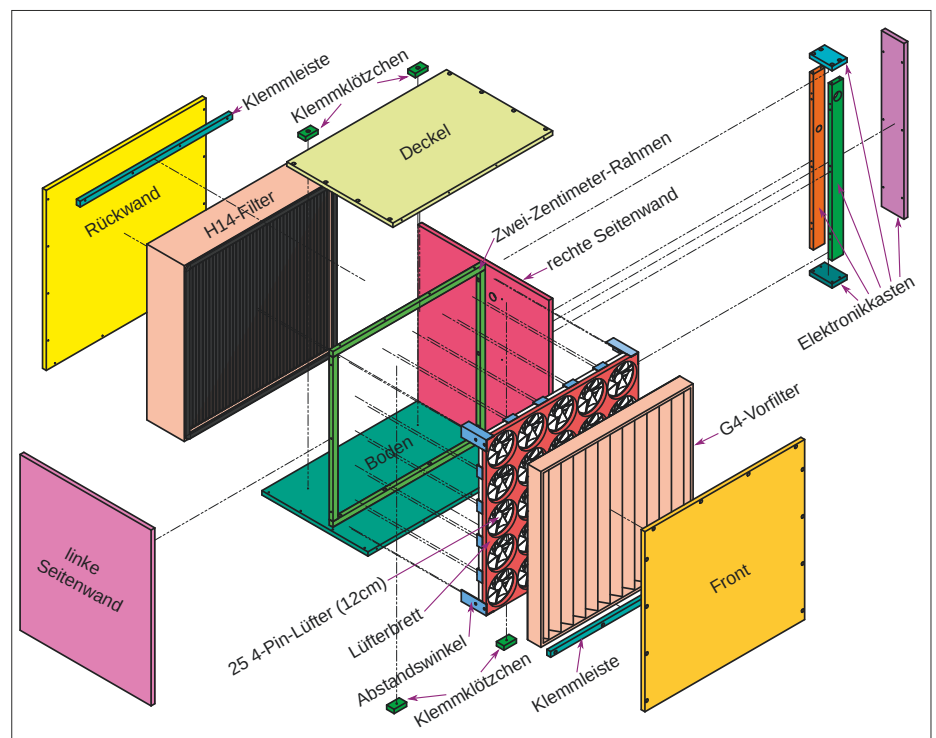 Klemmleiste
Klemmklötzchen
Deckel
Rückwand
H14-Filter
Zwei-Zentimeter-Rahmen
rechte Seitenwand
Elektronikkasten
G4-Vorfilter
Boden
linke
Seitenwand
Front
25 4-Pin-Lüfter (12cm)
Lüfterbrett
Abstandswinkel
Klemmklötzchen
Klemmleiste